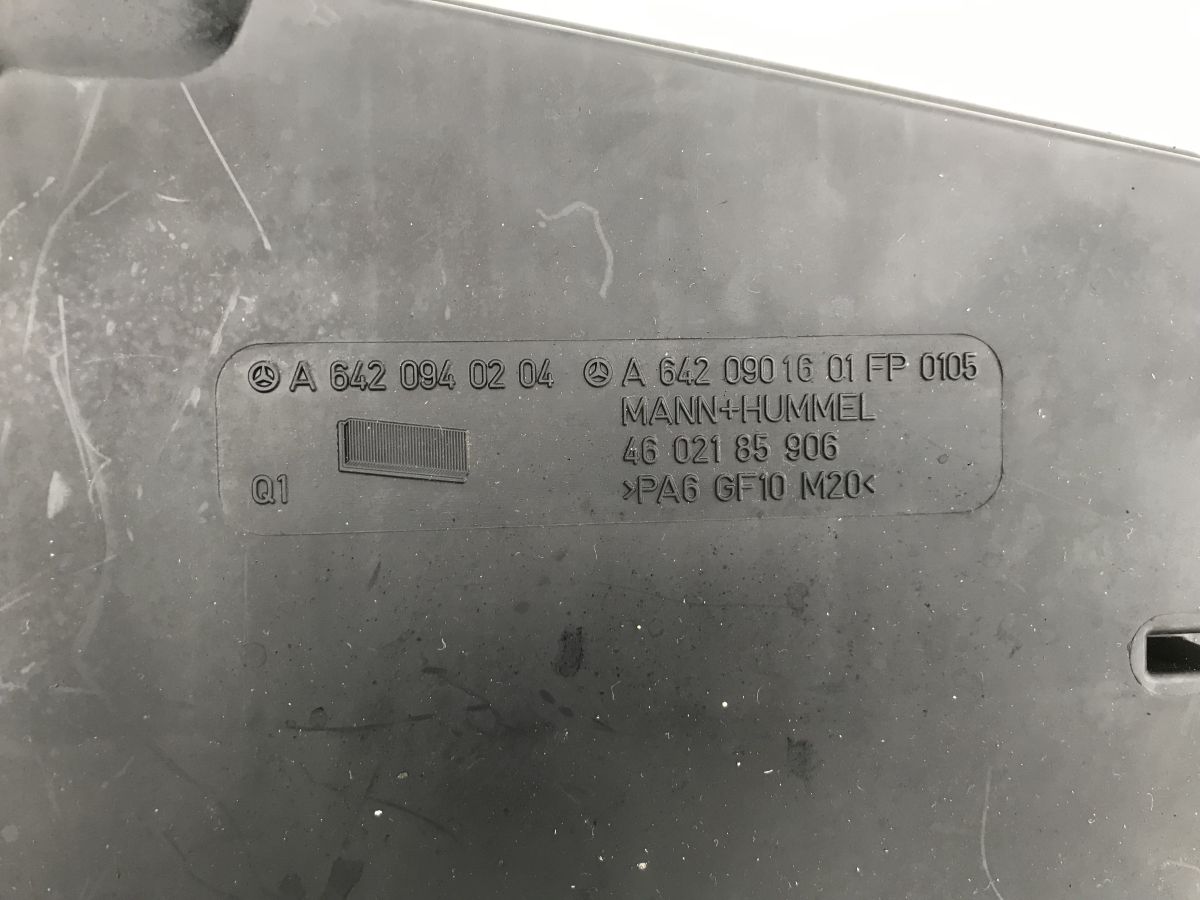 A 642 094 02 04 A 642 090 16 01 FP 0105
MANN+HUMMEL
46 021 85 906
Q1
>PA6 GF10 M20<